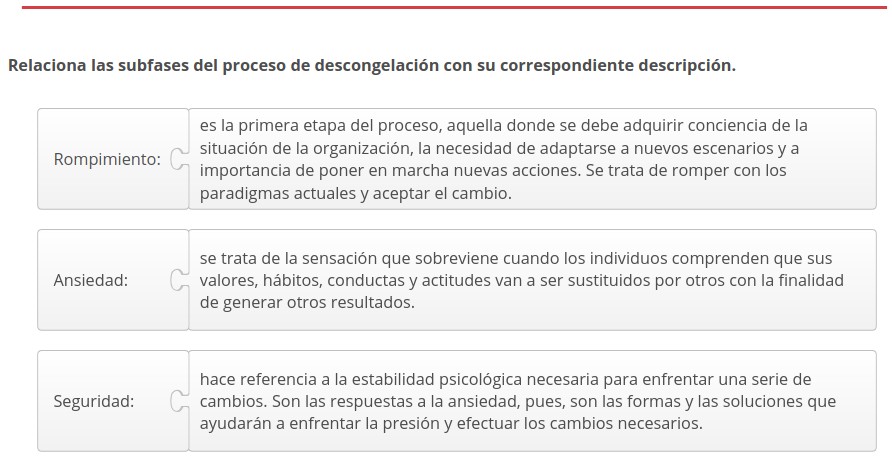 Relaciona las subfases del proceso de descongelación con su correspondiente descripción.
Rompimiento:
es la primera etapa del proceso, aquella donde se debe adquirir conciencia de la
situación de la organización, la necesidad de adaptarse a nuevos escenarios y a
importancia de poner en marcha nuevas acciones. Se trata de romper con los
paradigmas actuales y aceptar el cambio.
Ansiedad:
se trata de la sensación que sobreviene cuando los individuos comprenden que sus
valores, hábitos, conductas y actitudes van a ser sustituidos por otros con la finalidad
de generar otros resultados.
Seguridad:
hace referencia a la estabilidad psicológica necesaria para enfrentar una serie de
cambios. Son las respuestas a la ansiedad, pues, son las formas y las soluciones que
ayudarán a enfrentar la presión y efectuar los cambios necesarios.